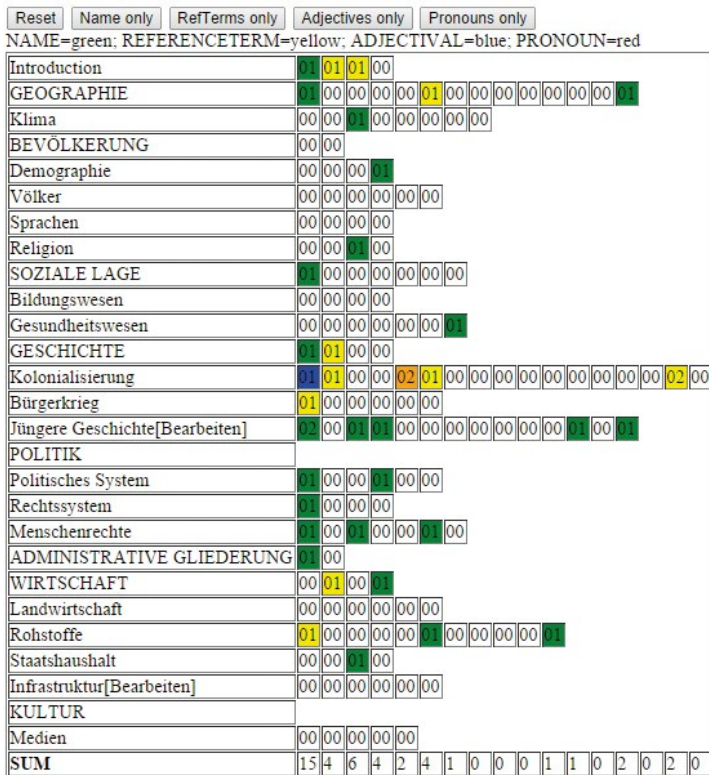 Reset Name only RefTerms only Adjectives only Pronouns only
NAME=green; REFERENCETERM=yellow; ADJECTIVAL=blue; PRONOUN=red
Introduction 01 01 01 00
GEOGRAPHIE 01 00 00 00 00 01 00 00 00 00 00 00 00 01
Klima 00 00 01 00 00 00 00 00
BEVÖLKERUNG 00 00
Demographie 00 00 00 01
Völker 00 00 00 00 00 00
Sprachen 00 00 00 00
Religion 00 00 01 00
SOZIALE LAGE 01 00 00 00 00 00 00
Bildungswesen 00 00 00 00
Gesundheitswesen 00 00 00 00 00 00 01
GESCHICHTE 01 01 00 00
Kolonialisierung 01 01 00 00 02 01 00 00 00 00 00 00 00 00 00 02 00
Bürgerkrieg 01 00 00 00 00 00
Jüngere Geschichte[Bearbeiten] 02 00 01 01 00 00 00 00 00 00 00 01 00 01
POLITIK
Politisches System 01 00 00 01 00 00
Rechtssystem 01 00 00 00
Menschenrechte 01 00 01 00 00 01 00
ADMINISTRATIVE GLIEDERUNG 01 00
WIRTSCHAFT 00 01 00 01
Landwirtschaft 00 00 00 00 00 00
Rohstoffe 01 00 00 00 00 01 00 00 00 00 01
Staatshaushalt 00 00 01 00
Infrastruktur[Bearbeiten] 00 00 00 00 00 00
KULTUR
Medien 00 00 00 00 00
SUM 15 4 6 4 2 4 1 0 0 0 1 1 0 2 0 2 0